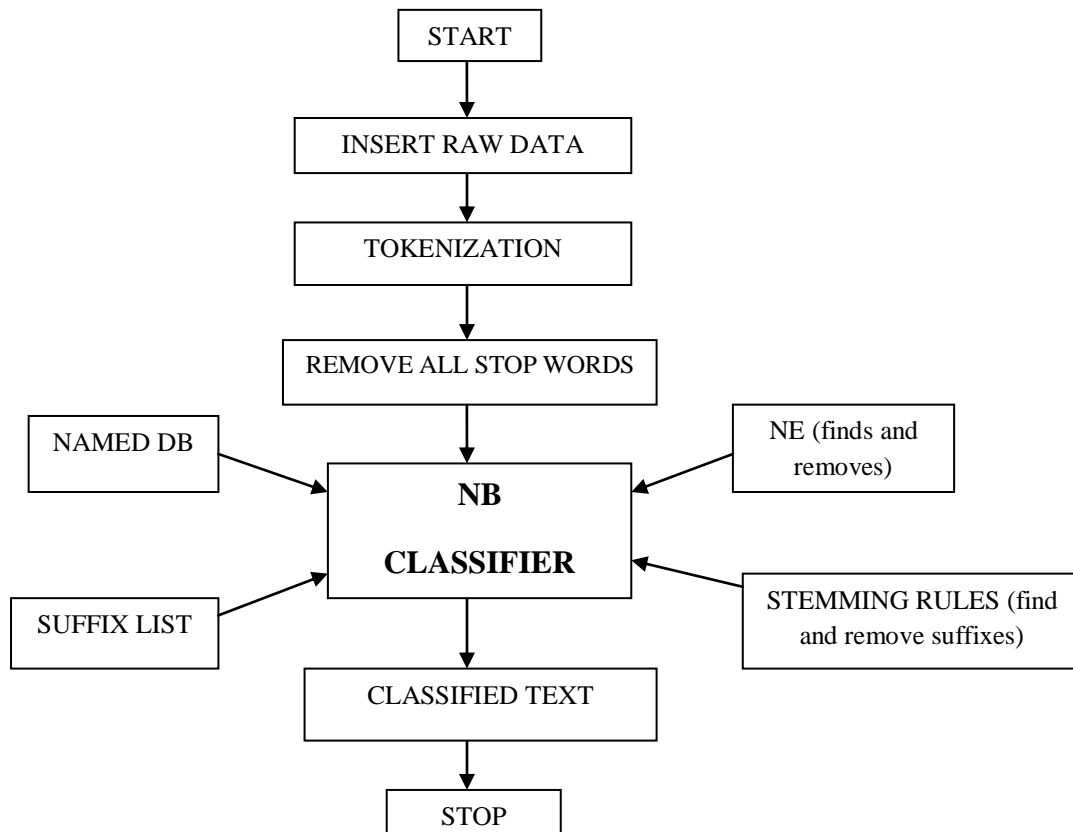 START
INSERT RAW DATA
TOKENIZATION
REMOVE ALL STOP WORDS
NAMED DB
NE (finds and
removes)
NB
CLASSIFIER
SUFFIX LIST
STEMMING RULES (find
and remove suffixes)
CLASSIFIED TEXT
STOP